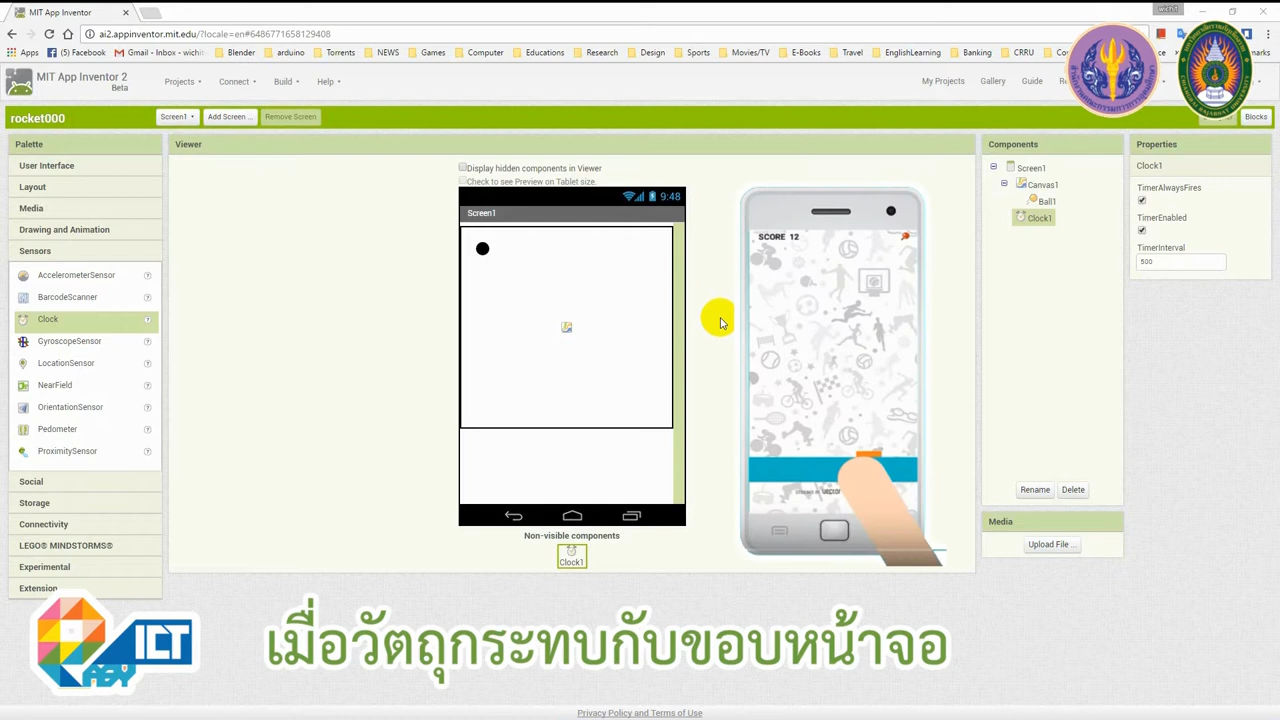 MIT App Inventor 2
wichit
ai2.appinventor.mit.edu/?locale=en#6486771658129408
Apps
(5) Facebook
Gmail - Inbox - wichit
Blender
arduino
Torrents
NEWS
Games
Computer
Educations
Research
Design
Sports
Movies/TV
E-Books
Travel
EnglishLearning
Banking
CRRU
MIT App Inventor 2
Beta
Projects
Connect
Build
Help
My Projects
Gallery
Guide
rocket000
Screen1
Add Screen ...
Remove Screen
Blocks
Palette
User Interface
Layout
Media
Drawing and Animation
Sensors
AccelerometerSensor
BarcodeScanner
Clock
GyroscopeSensor
LocationSensor
NearField
OrientationSensor
Pedometer
ProximitySensor
Social
Storage
Connectivity
LEGO® MINDSTORMS®
Experimental
Extension
Viewer
Display hidden components in Viewer
Check to see Preview on Tablet size.
9:48
Screen1
Non-visible components
Clock1
SCORE 12
Components
Screen1
Canvas1
Ball1
Clock1
Rename
Delete
Media
Upload File ...
Properties
Clock1
TimerAlwaysFires
TimerEnabled
TimerInterval
500
ICT
เมื่อวัตถุกระทบกับขอบหน้าจอ
Privacy Policy and Terms of Use